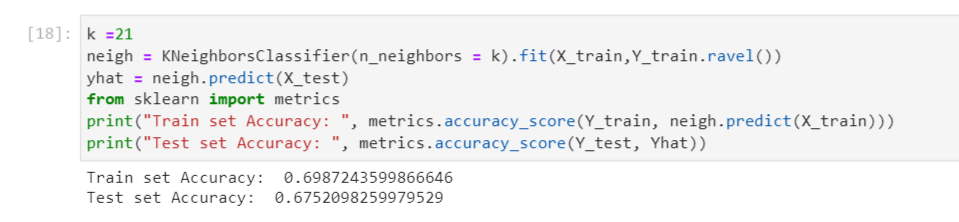 [18]: k =21
neigh = KNeighborsClassifier(n_neighbors = k).fit(X_train,Y_train.ravel())
yhat = neigh.predict(X_test)
from sklearn import metrics
print("Train set Accuracy: ", metrics.accuracy_score(Y_train, neigh.predict(X_train)))
print("Test set Accuracy: ", metrics.accuracy_score(Y_test, Yhat))
Train set Accuracy:  0.6987243599866646
Test set Accuracy:  0.6752098259979529